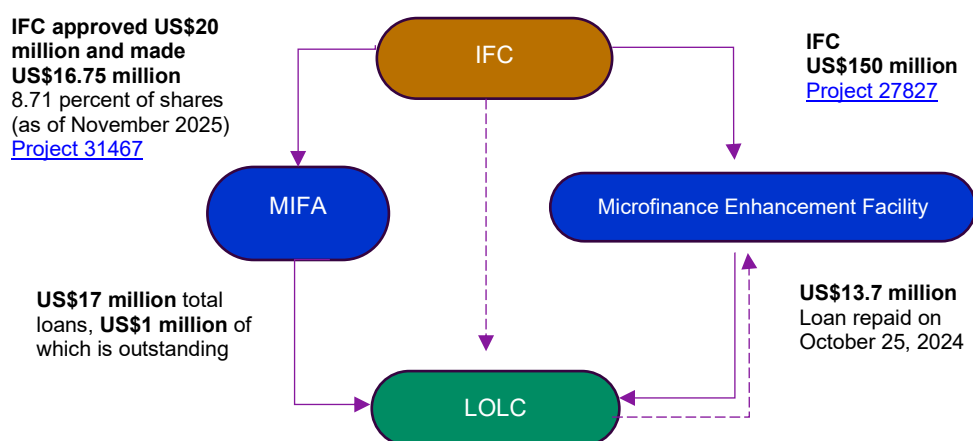 IFC approved US$20
million and made
US$16.75 million
8.71 percent of shares
(as of November 2025)
Project 31467
IFC
IFC
US$150 million
Project 27827
MIFA
Microfinance Enhancement Facility
US$17 million total
loans, US$1 million of
which is outstanding
US$13.7 million
Loan repaid on
October 25, 2024
LOLC